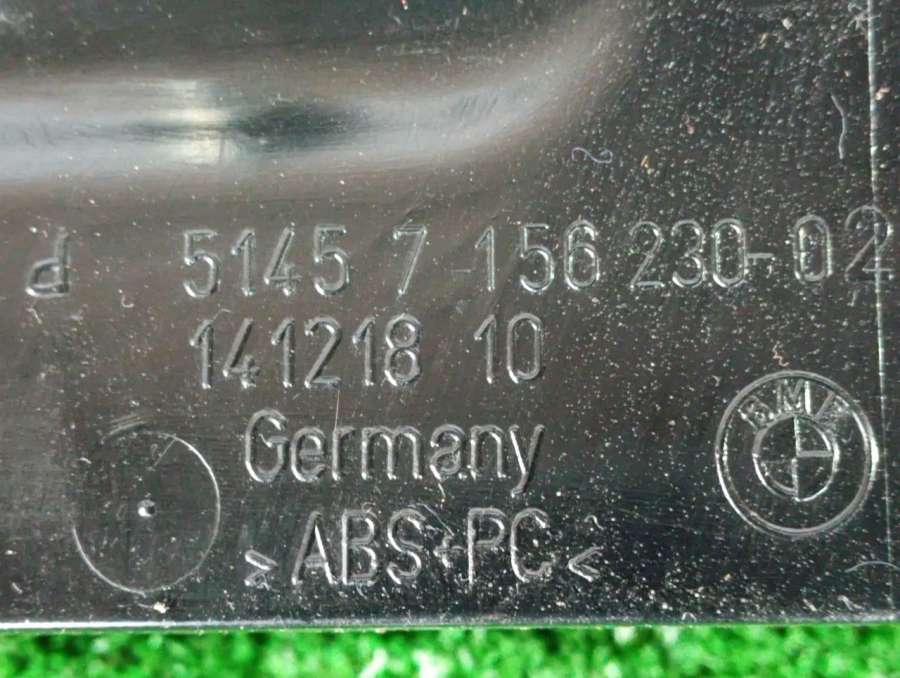 d 5145 7 156 230-02
141218 10
BMW
Germany
>ABS+PC<